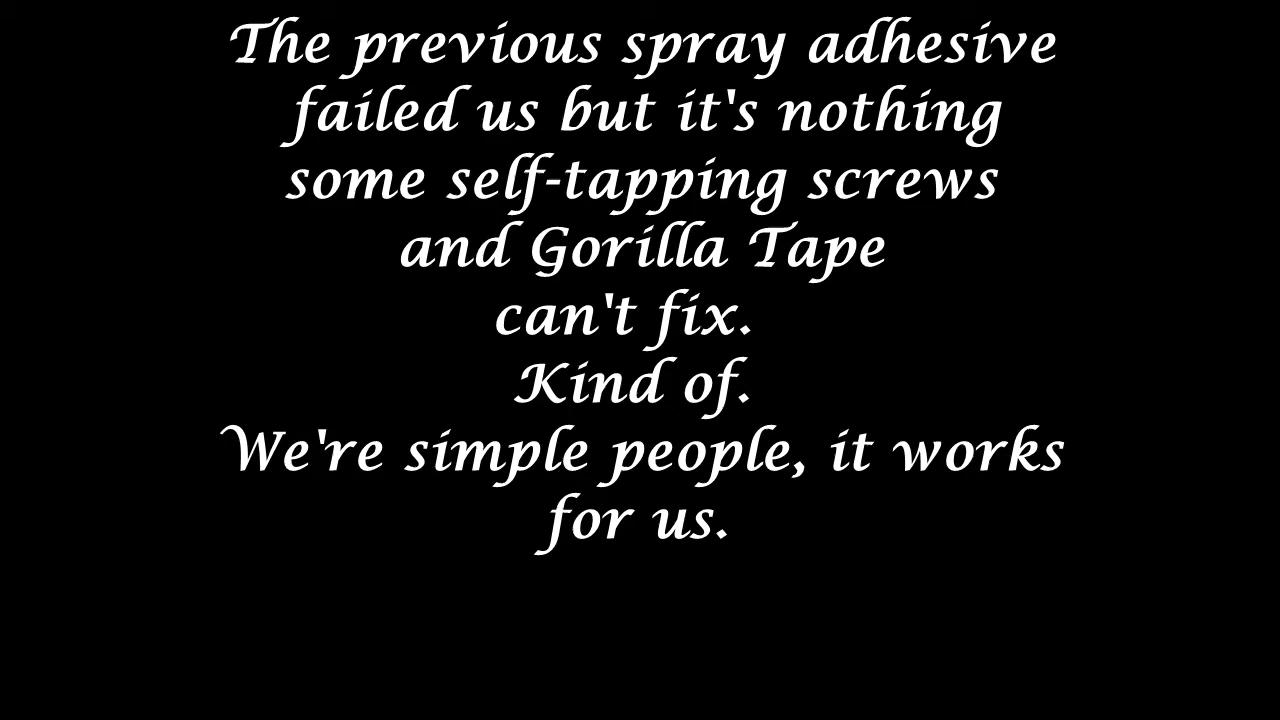 The previous spray adhesive
failed us but it's nothing
some self-tapping screws
and Gorilla Tape
can't fix.
Kind of.
We're simple people, it works
for us.